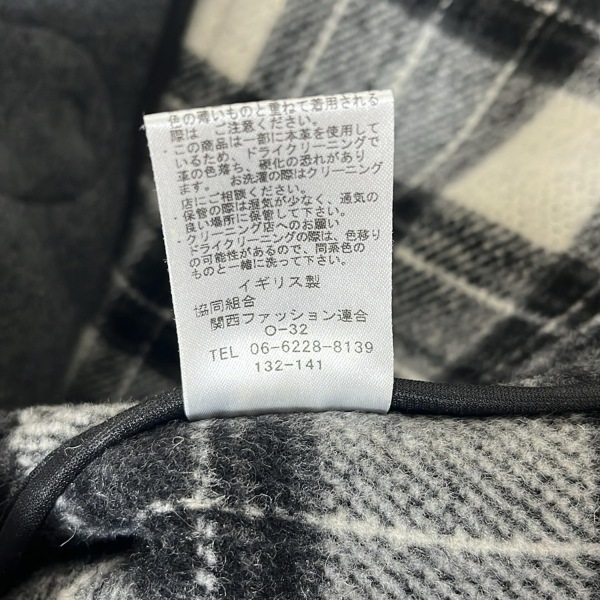 色の薄いものと重ねて着用される
際は、ご注意ください。
・この商品は一部に本革を使用して
いるため、ドライクリーニングで
革の色落ち、硬化の恐れがあり
ます。 お洗濯の際はクリーニング
店にご相談ください。
・保管の際は湿気が少なく、通気の
良い場所に保管して下さい。
・クリーニング店へのお願い
ドライクリーニングの際は、色移り
の可能性があるので、同系色の
ものと一緒に洗って下さい。
イギリス製
協同組合
関西ファッション連合
O-32
TEL 06-6228-8139
132-141